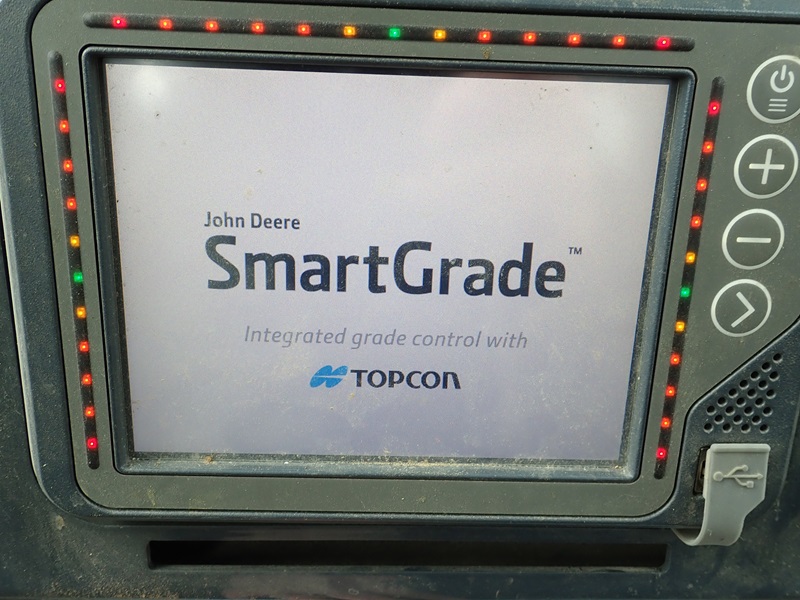 John Deere
SmartGrade™
Integrated grade control with
TOPCON